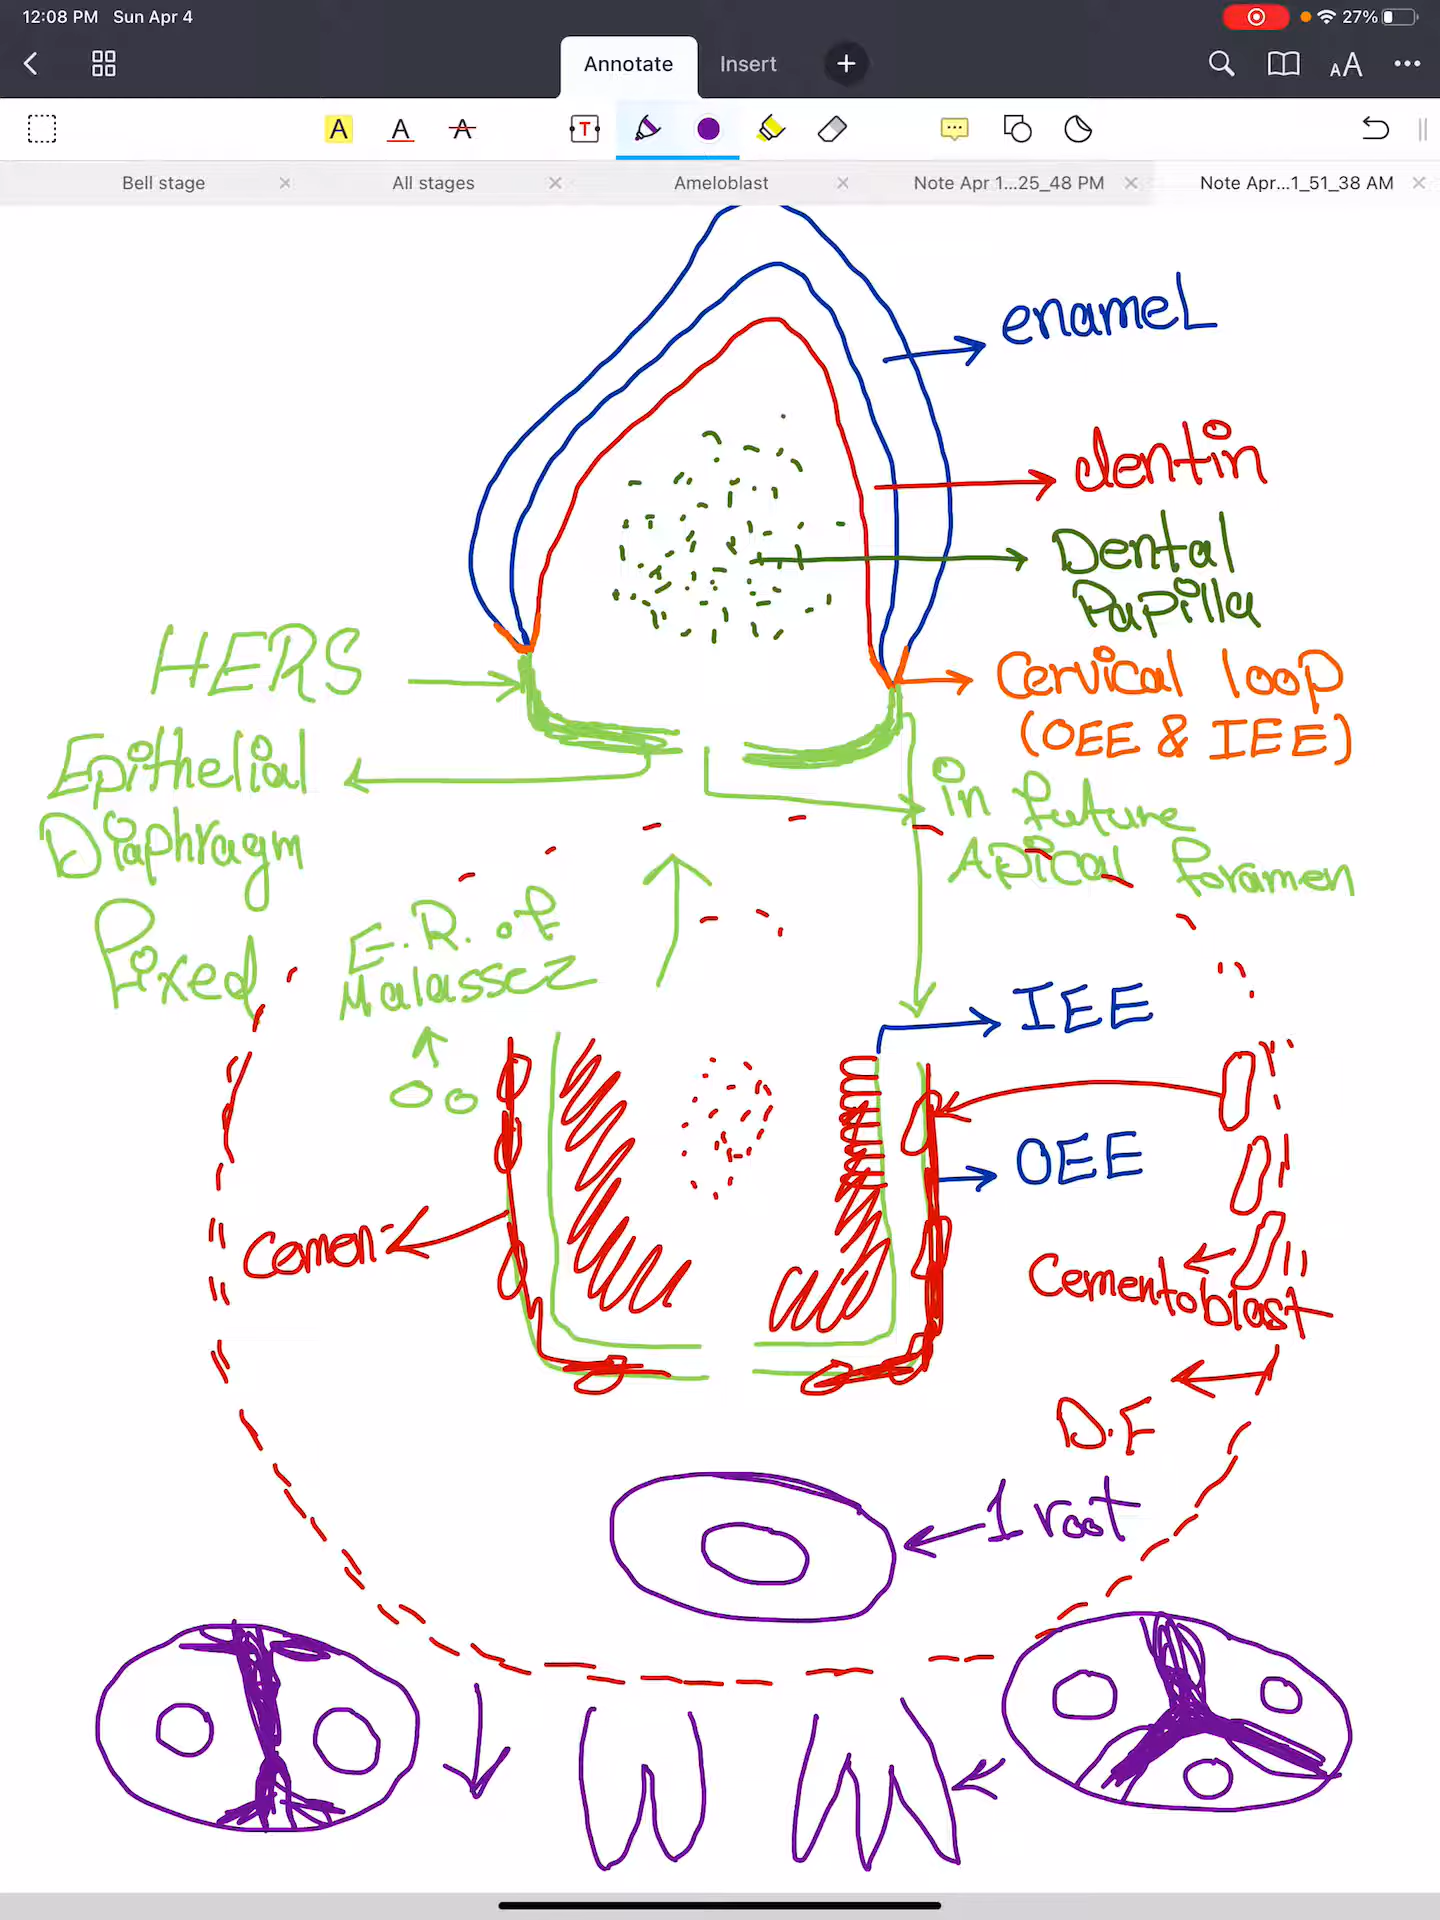 12:08 PM Sun Apr 4
27%
Annotate
Insert
A
A
A
T
AA
Bell stage
All stages
Ameloblast
Note Apr 1...25_48 PM
Note Apr...1_51_38 AM
enamel
dentin
Dental
Papilla
HERS
Cervical loop
(OEE & IEE)
Epithelial
Diaphragm
Fixed
in future
Apical foramen
E.R. of
Malassez
IEE
OEE
Cemen
Cementoblast
D.F
1 root